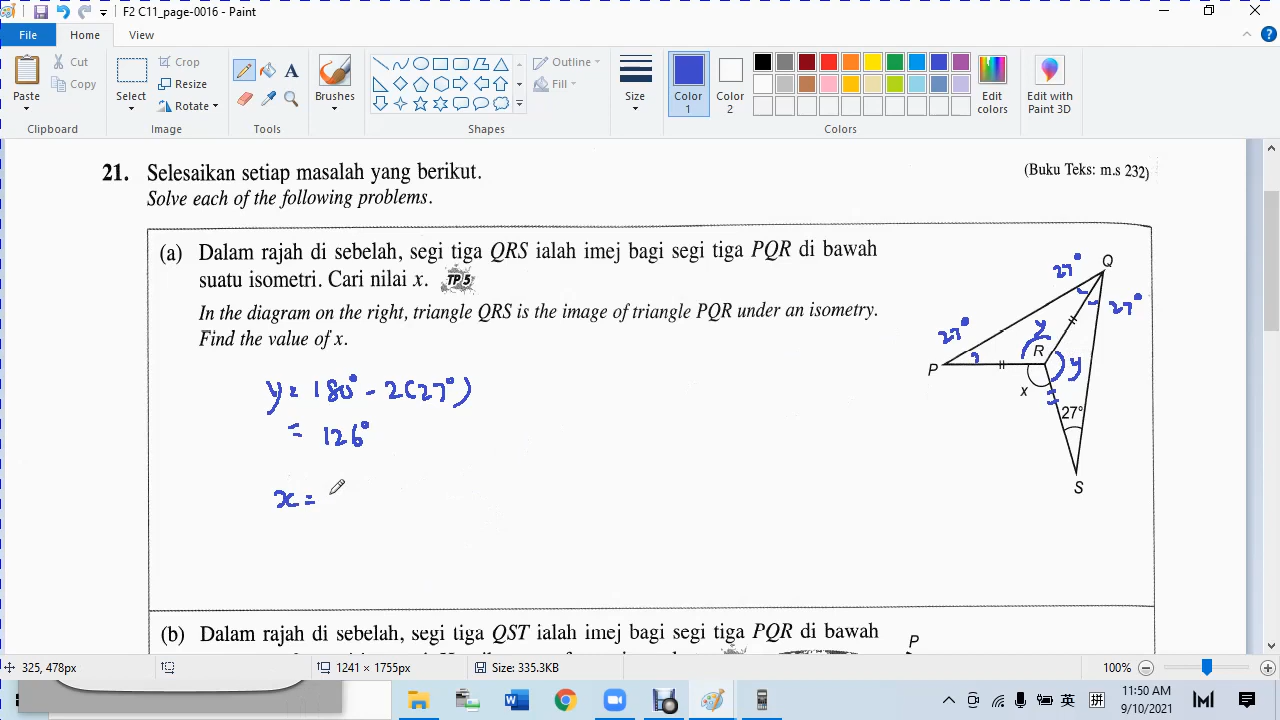 F2 C11_page-0016 - Paint
File Home View
Paste Cut Copy Clipboard
Select Crop Resize Rotate Image
A Tools
Brushes
Outline Fill Shapes
Size
Color 1 Color 2 Edit colors Colors
Edit with Paint 3D
21. Selesaikan setiap masalah yang berikut. (Buku Teks: m.s 232)
Solve each of the following problems.
(a) Dalam rajah di sebelah, segi tiga QRS ialah imej bagi segi tiga PQR di bawah
suatu isometri. Cari nilai x. TP 5
In the diagram on the right, triangle QRS is the image of triangle PQR under an isometry.
Find the value of x.
y = 180° - 2(27°)
= 126°
x =
Q
27°
27°
27°
y
P
R
y
x
27°
S
(b) Dalam rajah di sebelah, segi tiga QST ialah imej bagi segi tiga PQR di bawah
P
325, 478px 1241 × 1755px Size: 335.3KB 100%
英 拼 11:50 AM
9/10/2021